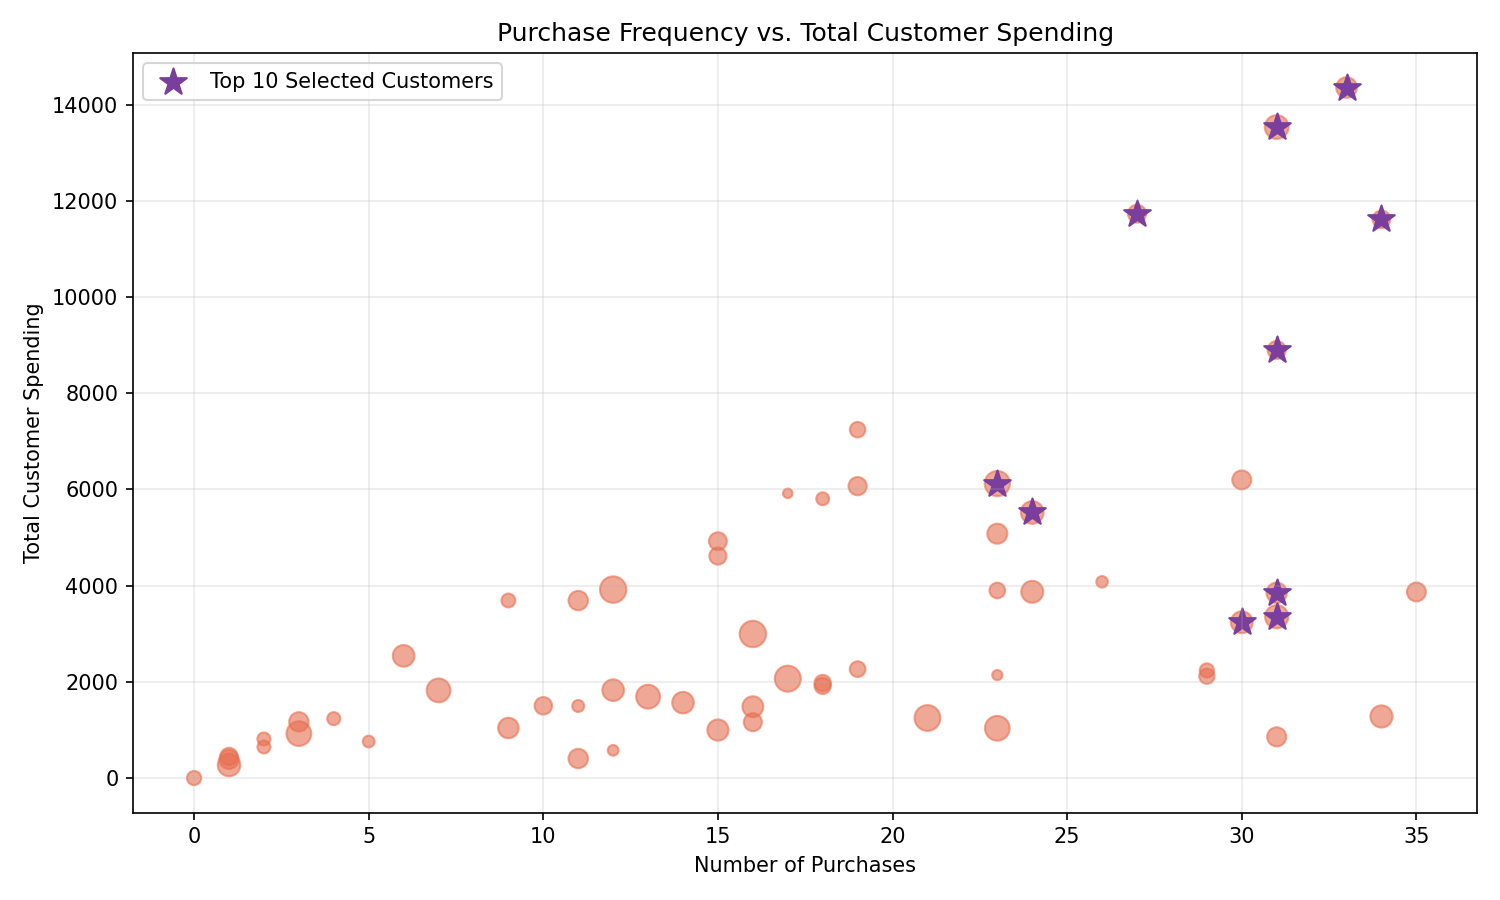 Purchase Frequency vs. Total Customer Spending
Top 10 Selected Customers
Total Customer Spending
14000
12000
10000
8000
6000
4000
2000
0
0 5 10 15 20 25 30 35
Number of Purchases